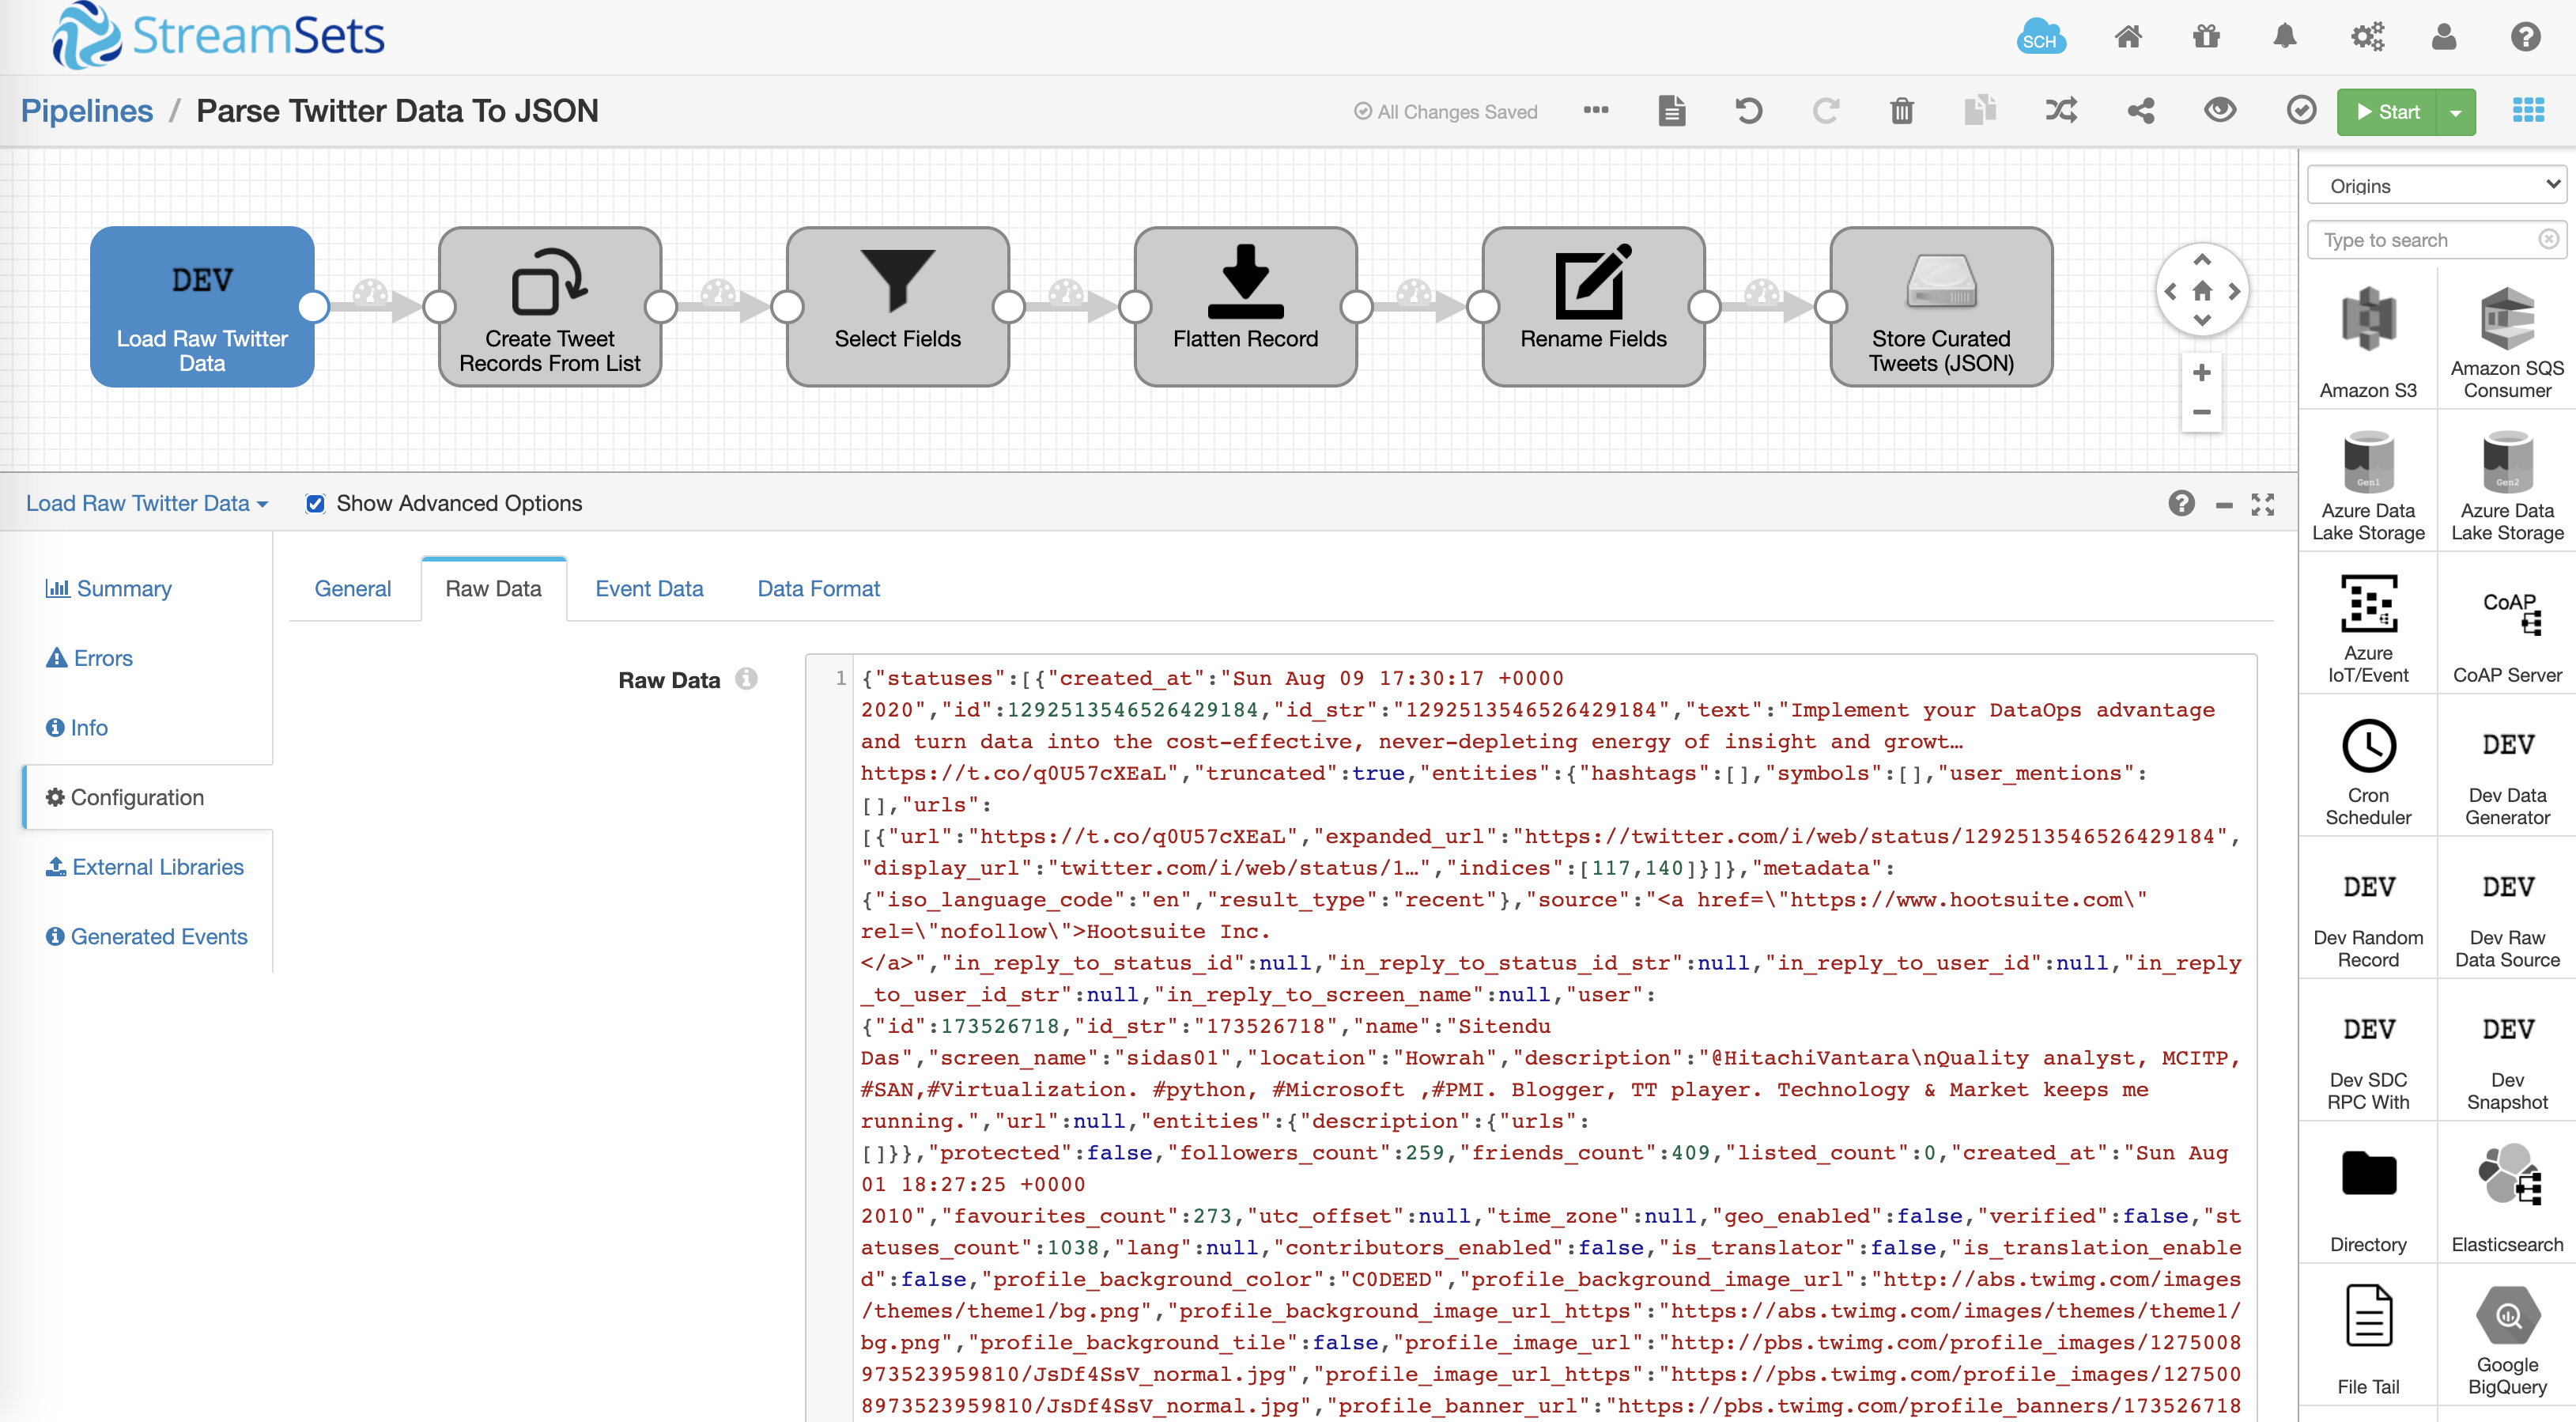 StreamSets
SCH
Pipelines / Parse Twitter Data To JSON
All Changes Saved
Start
DEV
Load Raw Twitter
Data
Create Tweet
Records From List
Select Fields
Flatten Record
Rename Fields
Store Curated
Tweets (JSON)
Load Raw Twitter Data
Show Advanced Options
Summary
Errors
Info
Configuration
External Libraries
Generated Events
General
Raw Data
Event Data
Data Format
Raw Data
1
{"statuses":[{"created_at":"Sun Aug 09 17:30:17 +0000
2020","id":1292513546526429184,"id_str":"1292513546526429184","text":"Implement your DataOps advantage
and turn data into the cost-effective, never-depleting energy of insight and growt…
https://t.co/q0U57cXEaL","truncated":true,"entities":{"hashtags":[],"symbols":[],"user_mentions":
[],"urls":
[{"url":"https://t.co/q0U57cXEaL","expanded_url":"https://twitter.com/i/web/status/1292513546526429184",
"display_url":"twitter.com/i/web/status/1…","indices":[117,140]}]},"metadata":
{"iso_language_code":"en","result_type":"recent"},"source":"<a href=\"https://www.hootsuite.com\"
rel=\"nofollow\">Hootsuite Inc.
</a>","in_reply_to_status_id":null,"in_reply_to_status_id_str":null,"in_reply_to_user_id":null,"in_reply
_to_user_id_str":null,"in_reply_to_screen_name":null,"user":
{"id":173526718,"id_str":"173526718","name":"Sitendu
Das","screen_name":"sidas01","location":"Howrah","description":"@HitachiVantara\nQuality analyst, MCITP,
#SAN,#Virtualization. #python, #Microsoft ,#PMI. Blogger, TT player. Technology & Market keeps me
running.","url":null,"entities":{"description":{"urls":
[]}},"protected":false,"followers_count":259,"friends_count":409,"listed_count":0,"created_at":"Sun Aug
01 18:27:25 +0000
2010","favourites_count":273,"utc_offset":null,"time_zone":null,"geo_enabled":false,"verified":false,"st
atuses_count":1038,"lang":null,"contributors_enabled":false,"is_translator":false,"is_translation_enable
d":false,"profile_background_color":"C0DEED","profile_background_image_url":"http://abs.twimg.com/images
/themes/theme1/bg.png","profile_background_image_url_https":"https://abs.twimg.com/images/themes/theme1/
bg.png","profile_background_tile":false,"profile_image_url":"http://pbs.twimg.com/profile_images/1275008
973523959810/JsDf4SsV_normal.jpg","profile_image_url_https":"https://pbs.twimg.com/profile_images/127500
8973523959810/JsDf4SsV_normal.jpg","profile_banner_url":"https://pbs.twimg.com/profile_banners/173526718
Origins
Type to search
Amazon S3
Amazon SQS
Consumer
Gen1
Azure Data
Lake Storage
Gen2
Azure Data
Lake Storage
Azure
IoT/Event
CoAP
CoAP Server
Cron
Scheduler
DEV
Dev Data
Generator
DEV
Dev Random
Record
DEV
Dev Raw
Data Source
DEV
Dev SDC
RPC With
DEV
Dev
Snapshot
Directory
Elasticsearch
File Tail
Google
BigQuery